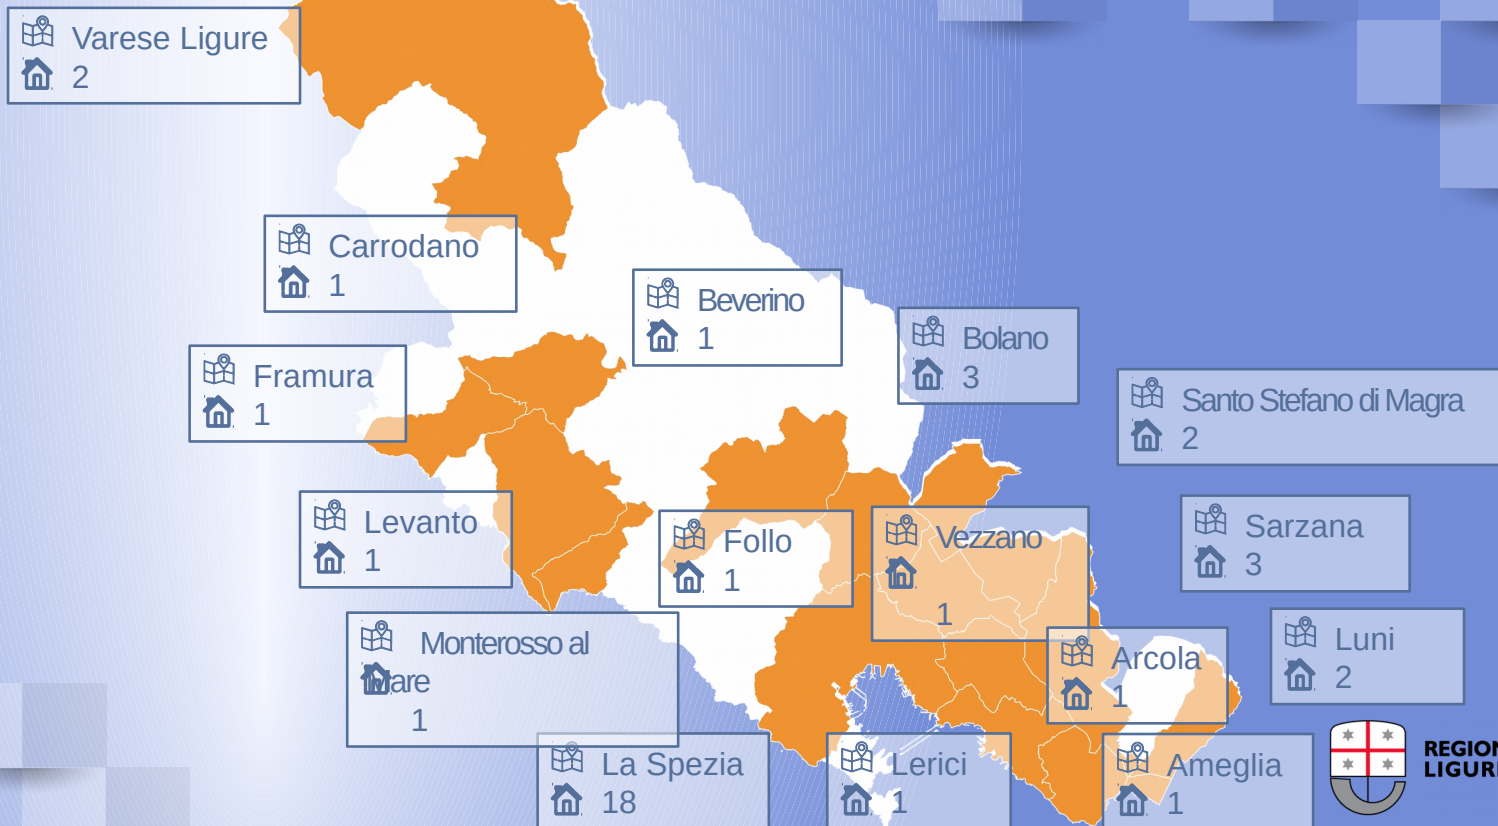 Varese Ligure
2
Carrodano
1
Beverino
1
Bolano
3
Framura
1
Santo Stefano di Magra
2
Levanto
1
Follo
1
Vezzano
1
Sarzana
3
Monterosso al
Mare
1
Arcola
1
Luni
2
La Spezia
18
Lerici
1
Ameglia
1
REGION
LIGUR